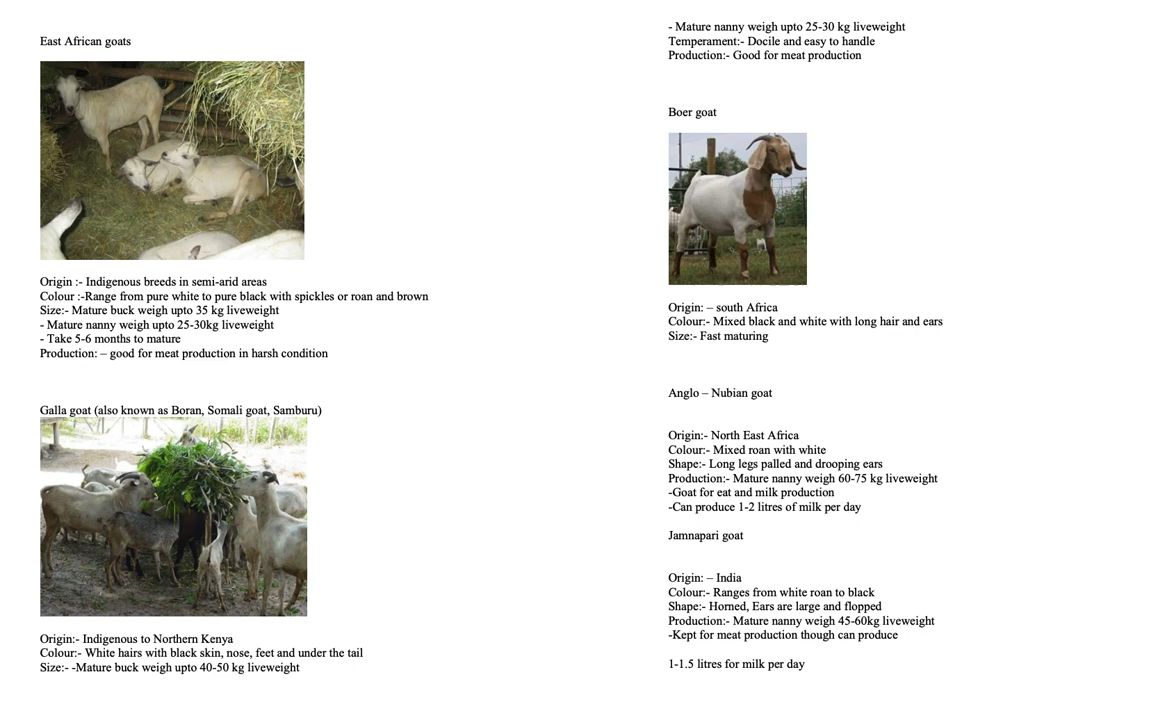 East African goats
Origin :- Indigenous breeds in semi-arid areas
Colour :-Range from pure white to pure black with spickles or roan and brown
Size:- Mature buck weigh upto 35 kg liveweight
- Mature nanny weigh upto 25-30kg liveweight
- Take 5-6 months to mature
Production: – good for meat production in harsh condition
Galla goat (also known as Boran, Somali goat, Samburu)
Origin:- Indigenous to Northern Kenya
Colour:- White hairs with black skin, nose, feet and under the tail
Size:- -Mature buck weigh upto 40-50 kg liveweight
- Mature nanny weigh upto 25-30 kg liveweight
Temperament:- Docile and easy to handle
Production:- Good for meat production
Boer goat
Origin: – south Africa
Colour:- Mixed black and white with long hair and ears
Size:- Fast maturing
Anglo – Nubian goat
Origin:- North East Africa
Colour:- Mixed roan with white
Shape:- Long legs palled and drooping ears
Production:- Mature nanny weigh 60-75 kg liveweight
-Goat for eat and milk production
-Can produce 1-2 litres of milk per day
Jamnapari goat
Origin: – India
Colour:- Ranges from white roan to black
Shape:- Horned, Ears are large and flopped
Production:- Mature nanny weigh 45-60kg liveweight
-Kept for meat production though can produce
1-1.5 litres for milk per day